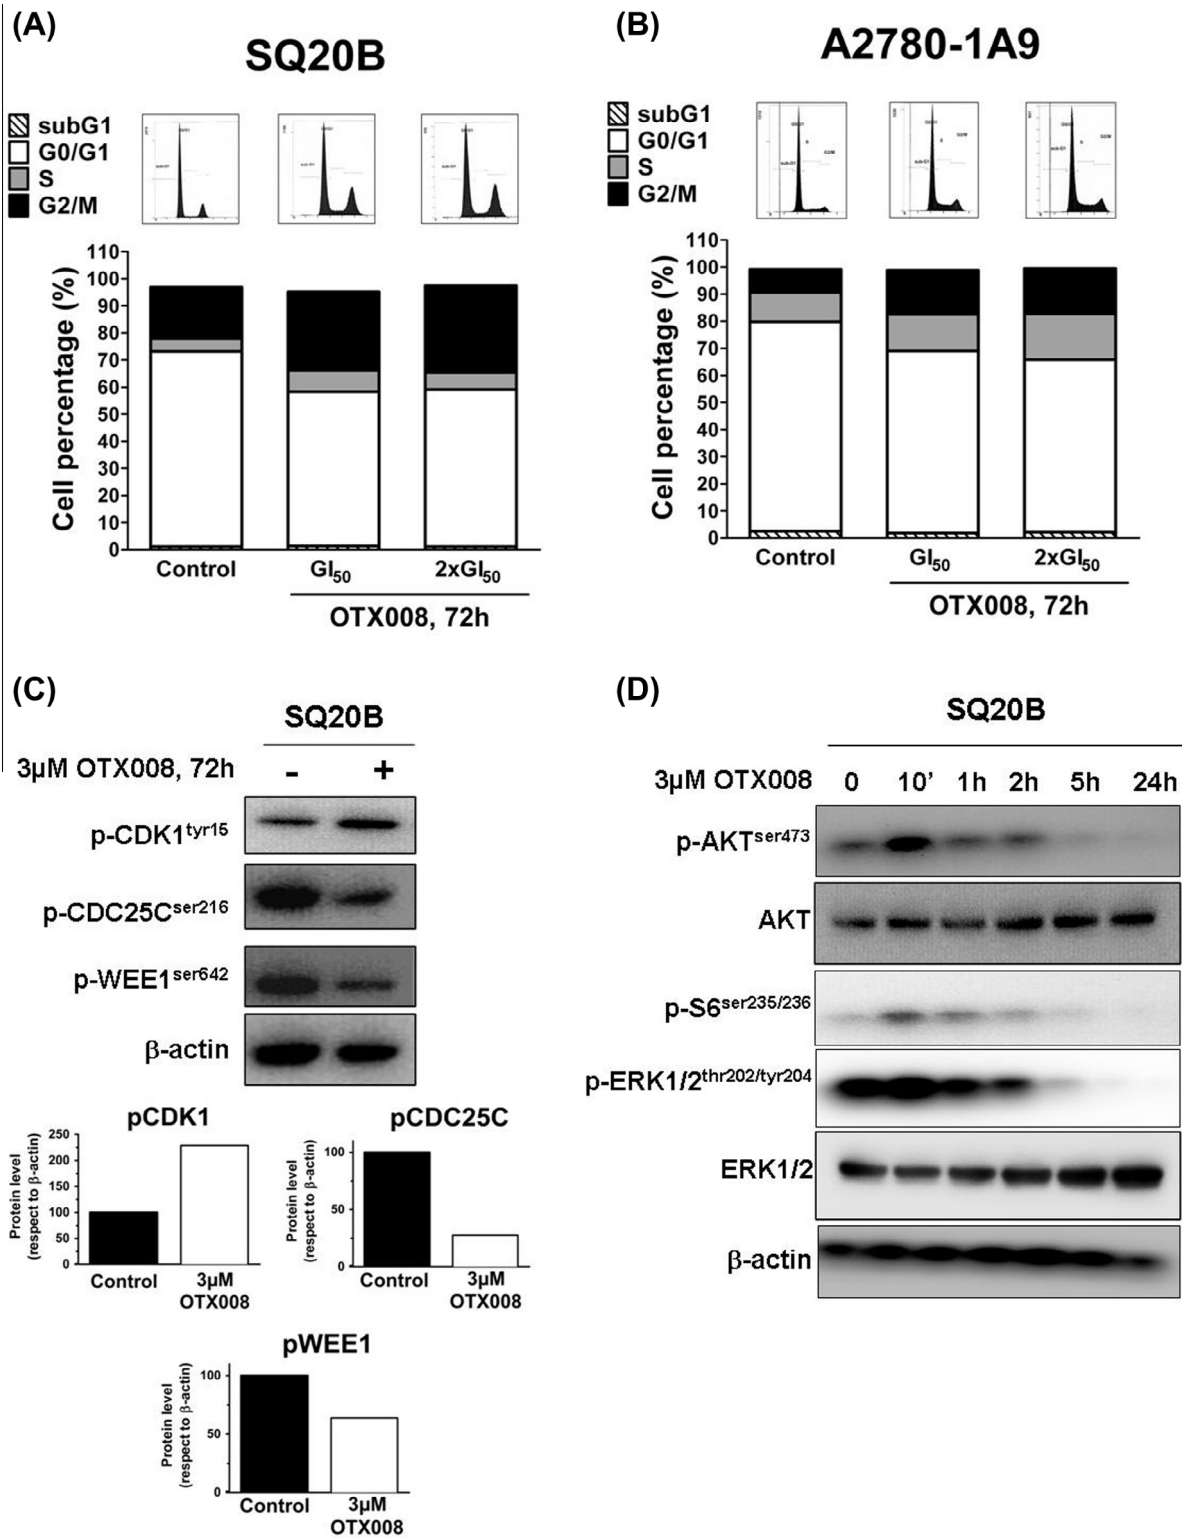 (A)
SQ20B
subG1
G0/G1
S
G2/M
Cell percentage (%)
110
100
90
80
70
60
50
40
30
20
10
0
Control
GI50
2xGI50
OTX008, 72h
(B)
A2780-1A9
subG1
G0/G1
S
G2/M
Cell percentage (%)
110
100
90
80
70
60
50
40
30
20
10
0
Control
GI50
2xGI50
OTX008, 72h
(C)
SQ20B
3µM OTX008, 72h - +
p-CDK1tyr15
p-CDC25Cser216
p-WEE1ser642
β-actin
pCDK1
Protein level
(respect to β-actin)
250
200
150
100
50
0
Control
3µM
OTX008
pCDC25C
Protein level
(respect to β-actin)
100
50
0
Control
3µM
OTX008
pWEE1
Protein level
(respect to β-actin)
100
50
0
Control
3µM
OTX008
(D)
SQ20B
3µM OTX008 0 10’ 1h 2h 5h 24h
p-AKTser473
AKT
p-S6ser235/236
p-ERK1/2thr202/tyr204
ERK1/2
β-actin